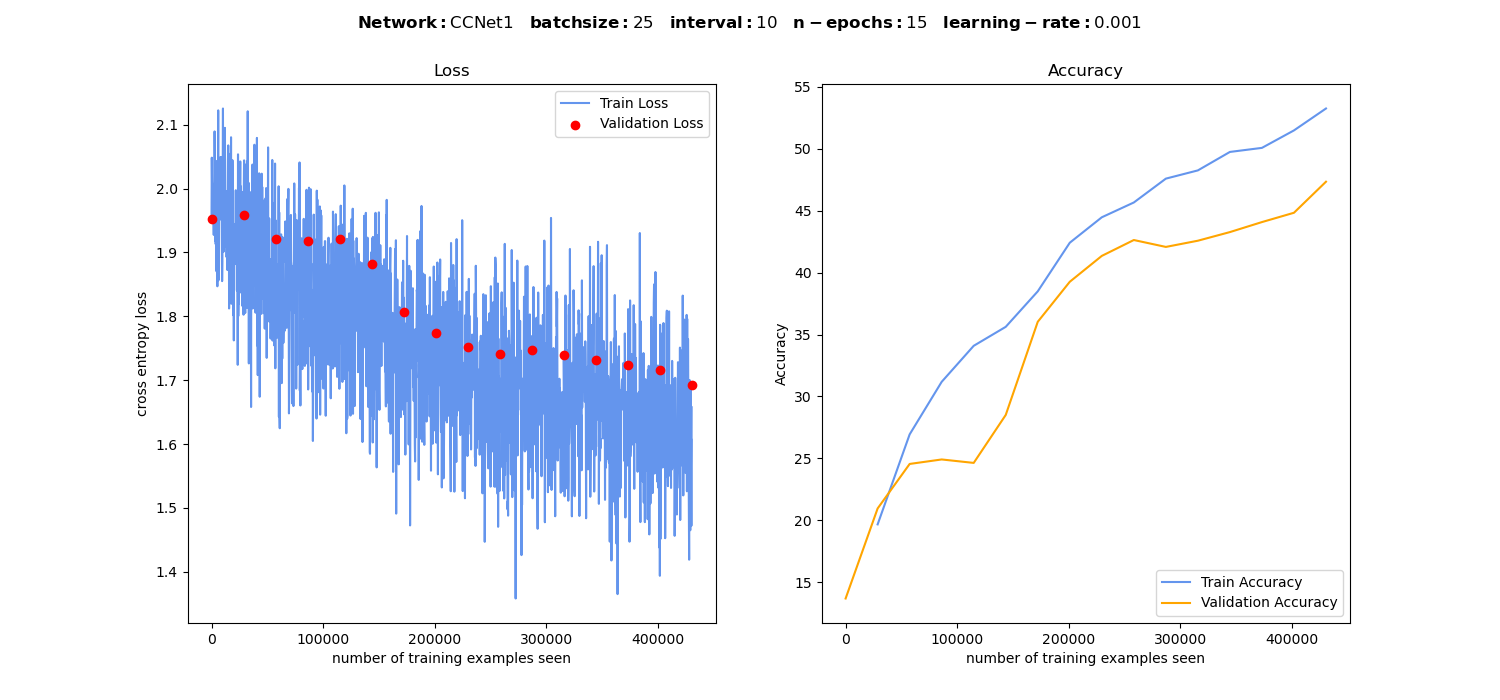 Network: CCNet1 batchsize: 25 interval: 10 n − epochs: 15 learning − rate: 0.001
Loss
Train Loss
Validation Loss
2.1
2.0
1.9
1.8
1.7
1.6
1.5
1.4
cross entropy loss
0 100000 200000 300000 400000
number of training examples seen
Accuracy
55
50
45
40
35
30
25
20
15
Accuracy
Train Accuracy
Validation Accuracy
0 100000 200000 300000 400000
number of training examples seen